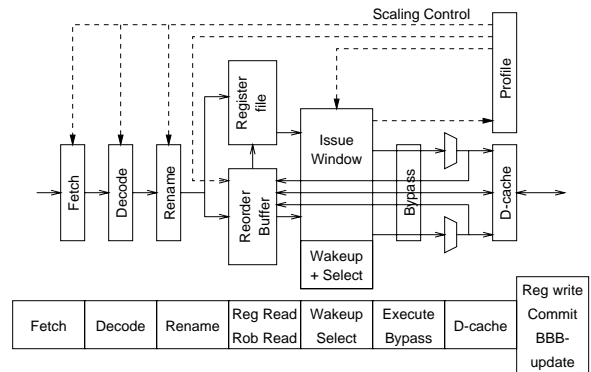 Scaling Control
Profile
Register
file
Issue
Window
Fetch
Decode
Rename
Reorder
Buffer
Bypass
D-cache
Wakeup
+ Select
Fetch
Decode
Rename
Reg Read
Rob Read
Wakeup
Select
Execute
Bypass
D-cache
Reg write
Commit
BBB-
update